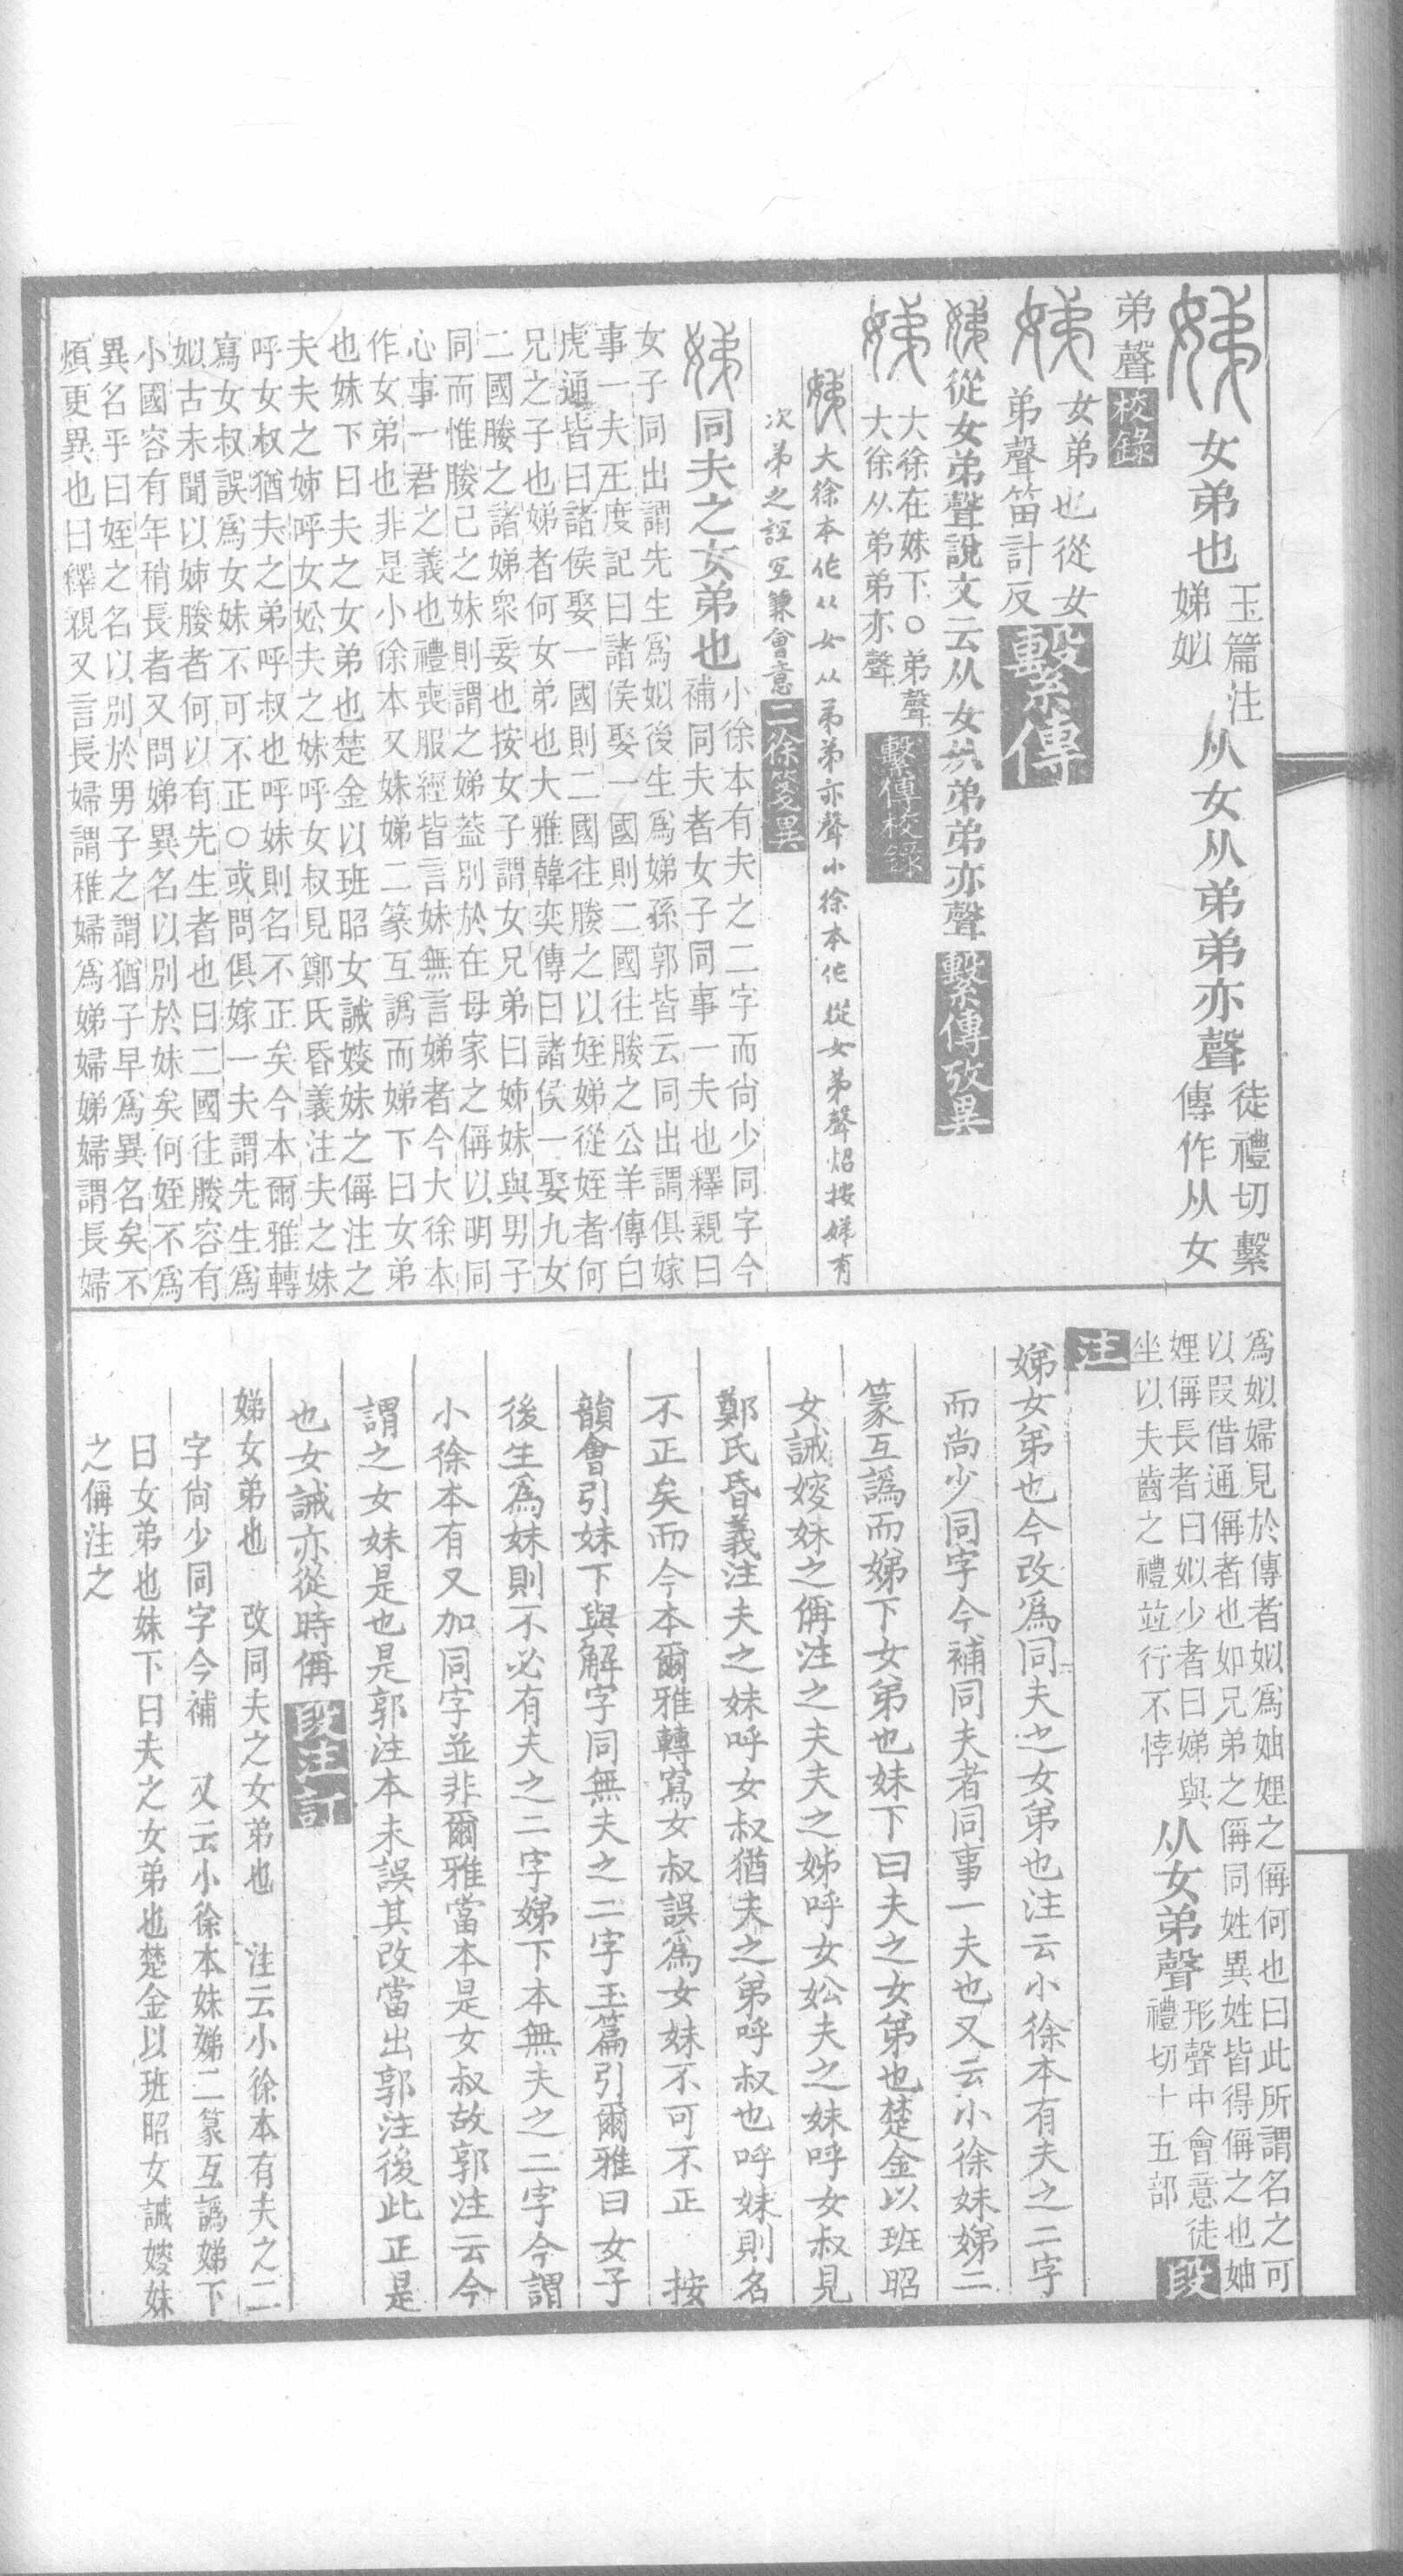 娣女弟也玉篇注
娣姒
从女从弟弟亦聲徒禮切繫
傳作从女
弟聲校錄
娣女弟也從女
弟聲笛計反繫傳
娣從女弟聲說文云从女从弟弟亦聲繫傳攷異
娣大徐在妹下○弟聲
大徐从弟弟亦聲繫傳校錄
娣大徐本作从女从弟弟亦聲小徐本作從女弟聲炤按娣有
次弟之誼宜兼會意二徐箋異
娣同夫之女弟也小徐本有夫之二字而尙少同字今
補同夫者女子同事一夫也釋親曰
女子同出謂先生爲姒後生爲娣孫郭皆云同出謂俱嫁
事一夫王度記曰諸侯娶一國則二國往媵之公羊傳白
虎通皆曰諸侯娶一國則二國往媵之以姪娣從姪者何
兄之子也娣者何女弟也大雅韓奕傳曰諸侯一娶九女
二國媵之諸娣衆妾也按女子謂女兄弟曰姊妹與男子
同而惟媵己之妹則謂之娣葢別於在母家之偁以明同
心事一君之義也禮喪服經皆言妹無言娣者今大徐本
作女弟也非是小徐本又妹娣二篆互譌而娣下曰女弟
也妹下曰夫之女弟也楚金以班昭女誡㛮妹之偁注之
夫夫之姊呼女妐夫之妹呼女叔見鄭氏昏義注夫之妹
呼女叔猶夫之弟呼叔也呼妹則名不正矣今本爾雅轉
寫女叔誤爲女妹不可不正○或問俱嫁一夫謂先生爲
姒古未聞以姊媵者何以有先生者也曰二國往媵容有
小國容有年稍長者又問娣異名以別於妹矣何姪不爲
異名乎曰姪之名以別於男子之謂猶子早爲異名矣不
煩更異也曰釋親又言長婦謂稚婦爲娣婦娣婦謂長婦
爲姒婦見於傳者姒爲妯娌之偁何也曰此所謂名之可
以叚借通偁者也如兄弟之偁同姓異姓皆得偁之也妯
娌偁長者曰姒少者曰娣與
坐以夫齒之禮竝行不悖
从女弟聲形聲中會意徒
禮切十五部段
注
娣女弟也今改爲同夫之女弟也注云小徐本有夫之二字
而尚少同字今補同夫者同事一夫也又云小徐妹娣二
篆互譌而娣下女弟也妹下曰夫之女弟也楚金以班昭
女誡㛮妹之偁注之夫夫之姊呼女妐夫之妹呼女叔見
鄭氏昏義注夫之妹呼女叔猶夫之弟呼叔也呼妹則名
不正矣而今本爾雅轉寫女叔誤爲女妹不可不正　按
韻會引妹下與解字同無夫之二字玉篇引爾雅曰女子
後生爲妹則不必有夫之二字娣下本無夫之二字今謂
小徐本有又加同字並非爾雅當本是女叔故郭注云今
謂之女妹是也是郭注本未誤其改當出郭注後此正是
也女誡亦從時偁段注訂
娣女弟也　改同夫之女弟也　注云小徐本有夫之二
字尙少同字今補　又云小徐本妹娣二篆互譌娣下
曰女弟也妹下曰夫之女弟也楚金以班昭女誡㛮妹
之偁注之